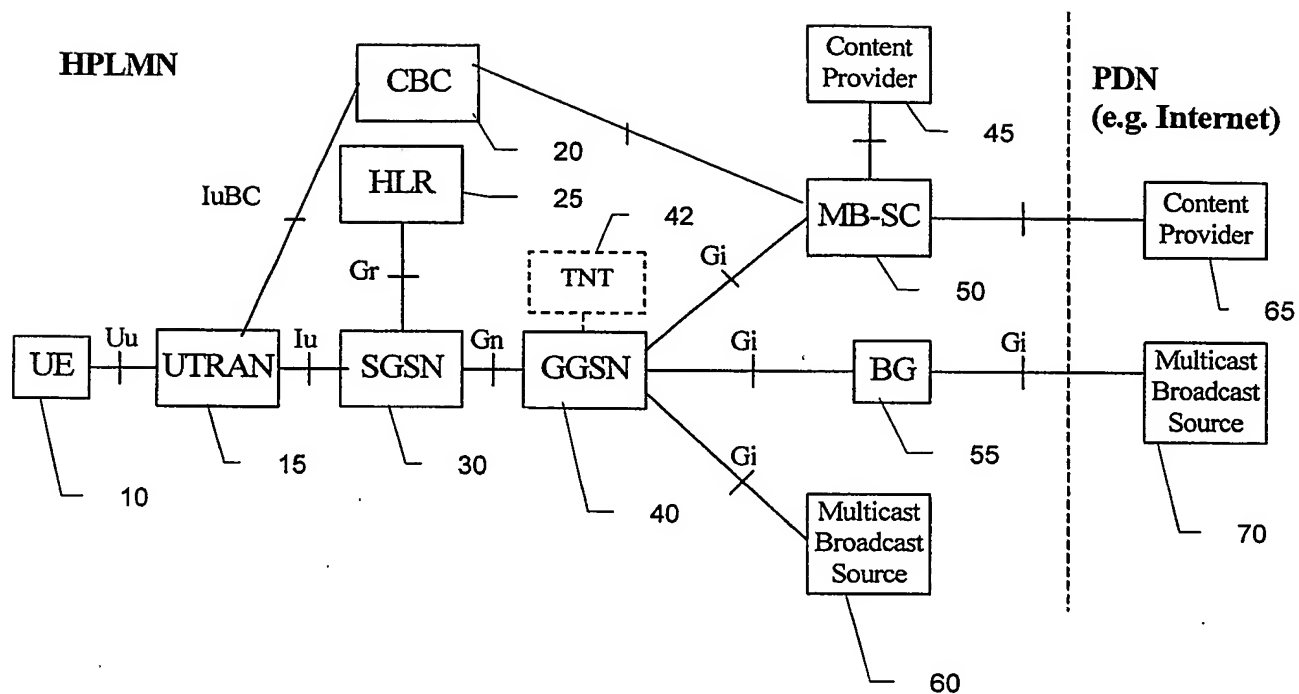 HPLMN
CBC
20
Content
Provider
45
PDN
(e.g. Internet)
IuBC
HLR
25
42
TNT
Gr
Gi
MB-SC
50
Content
Provider
65
UE
10
Uu
UTRAN
15
Iu
SGSN
30
Gn
GGSN
40
Gi
BG
55
Gi
Multicast
Broadcast
Source
70
Gi
Multicast
Broadcast
Source
60